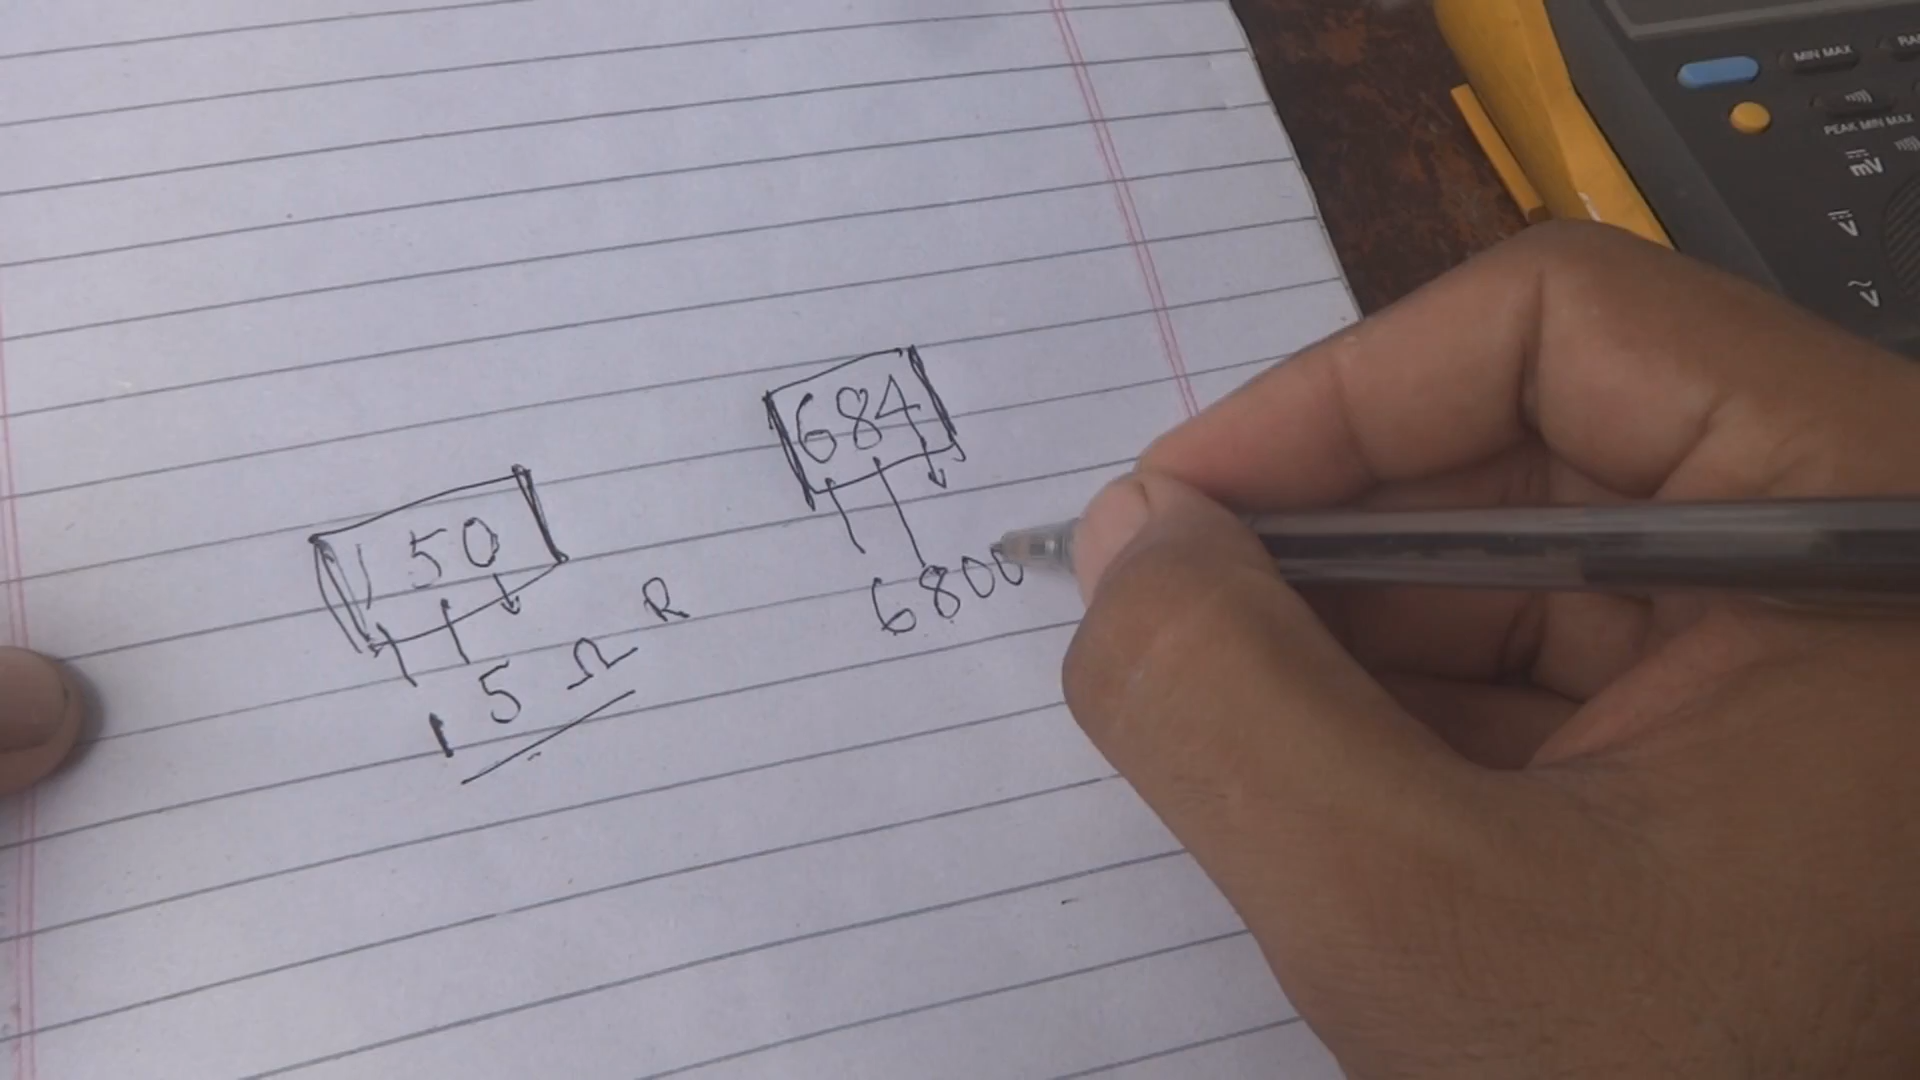 684
150
6800
15 Ω R
MIN MAX
PEAK MIN MAX
mV
V
V